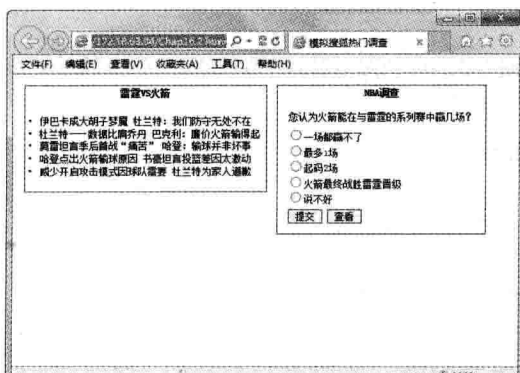 模拟搜狐热门调查
文件(F) 编辑(E) 查看(V) 收藏夹(A) 工具(T) 帮助(H)
雷霆VS火箭
· 伊巴卡成大胡子梦魇 杜兰特：我们防守无处不在
· 杜兰特——数据比肩乔丹 巴克利：廉价火箭输得起
· 莫雷坦言季后首战“痛苦” 哈登：输球并非坏事
· 哈登点出火箭输球原因 书豪坦言投篮差因太激动
· 威少开启攻击模式因球队需要 杜兰特为家人道歉
NBA调查
您认为火箭能在与雷霆的系列赛中赢几场?
一场都赢不了
最多1场
起码2场
火箭最终战胜雷霆晋级
说不好
提交 查看